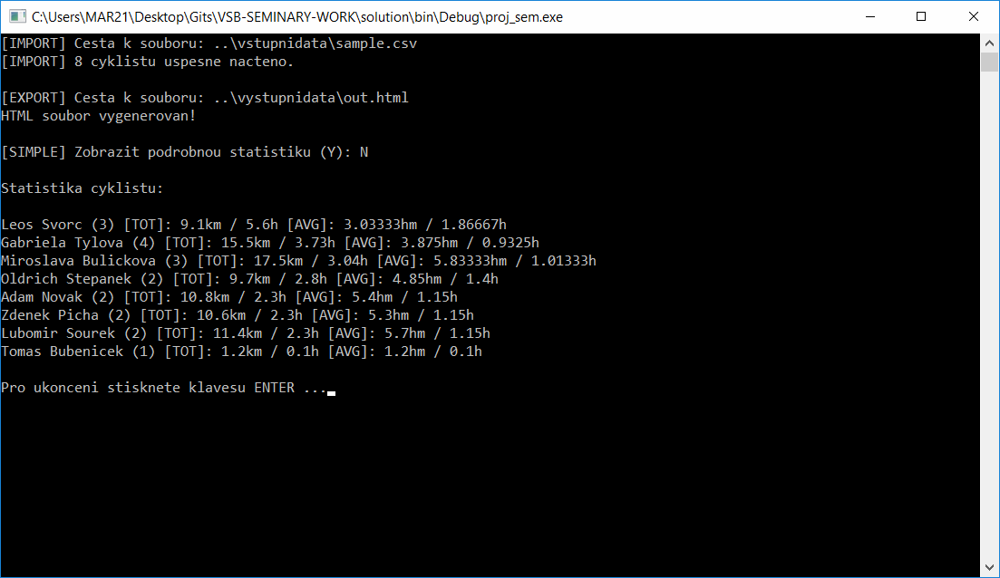 C:\Users\MAR21\Desktop\Gits\VSB-SEMINARY-WORK\solution\bin\Debug\proj_sem.exe
[IMPORT] Cesta k souboru: ..\vstupnidata\sample.csv
[IMPORT] 8 cyklistu uspesne nacteno.
[EXPORT] Cesta k souboru: ..\vystupnidata\out.html
HTML soubor vygenerovan!
[SIMPLE] Zobrazit podrobnou statistiku (Y): N
Statistika cyklistu:
Leos Svorc (3) [TOT]: 9.1km / 5.6h [AVG]: 3.03333hm / 1.86667h
Gabriela Tylova (4) [TOT]: 15.5km / 3.73h [AVG]: 3.875hm / 0.9325h
Miroslava Bulickova (3) [TOT]: 17.5km / 3.04h [AVG]: 5.83333hm / 1.01333h
Oldrich Stepanek (2) [TOT]: 9.7km / 2.8h [AVG]: 4.85hm / 1.4h
Adam Novak (2) [TOT]: 10.8km / 2.3h [AVG]: 5.4hm / 1.15h
Zdenek Picha (2) [TOT]: 10.6km / 2.3h [AVG]: 5.3hm / 1.15h
Lubomir Sourek (2) [TOT]: 11.4km / 2.3h [AVG]: 5.7hm / 1.15h
Tomas Bubenicek (1) [TOT]: 1.2km / 0.1h [AVG]: 1.2hm / 0.1h
Pro ukonceni stisknete klavesu ENTER ...